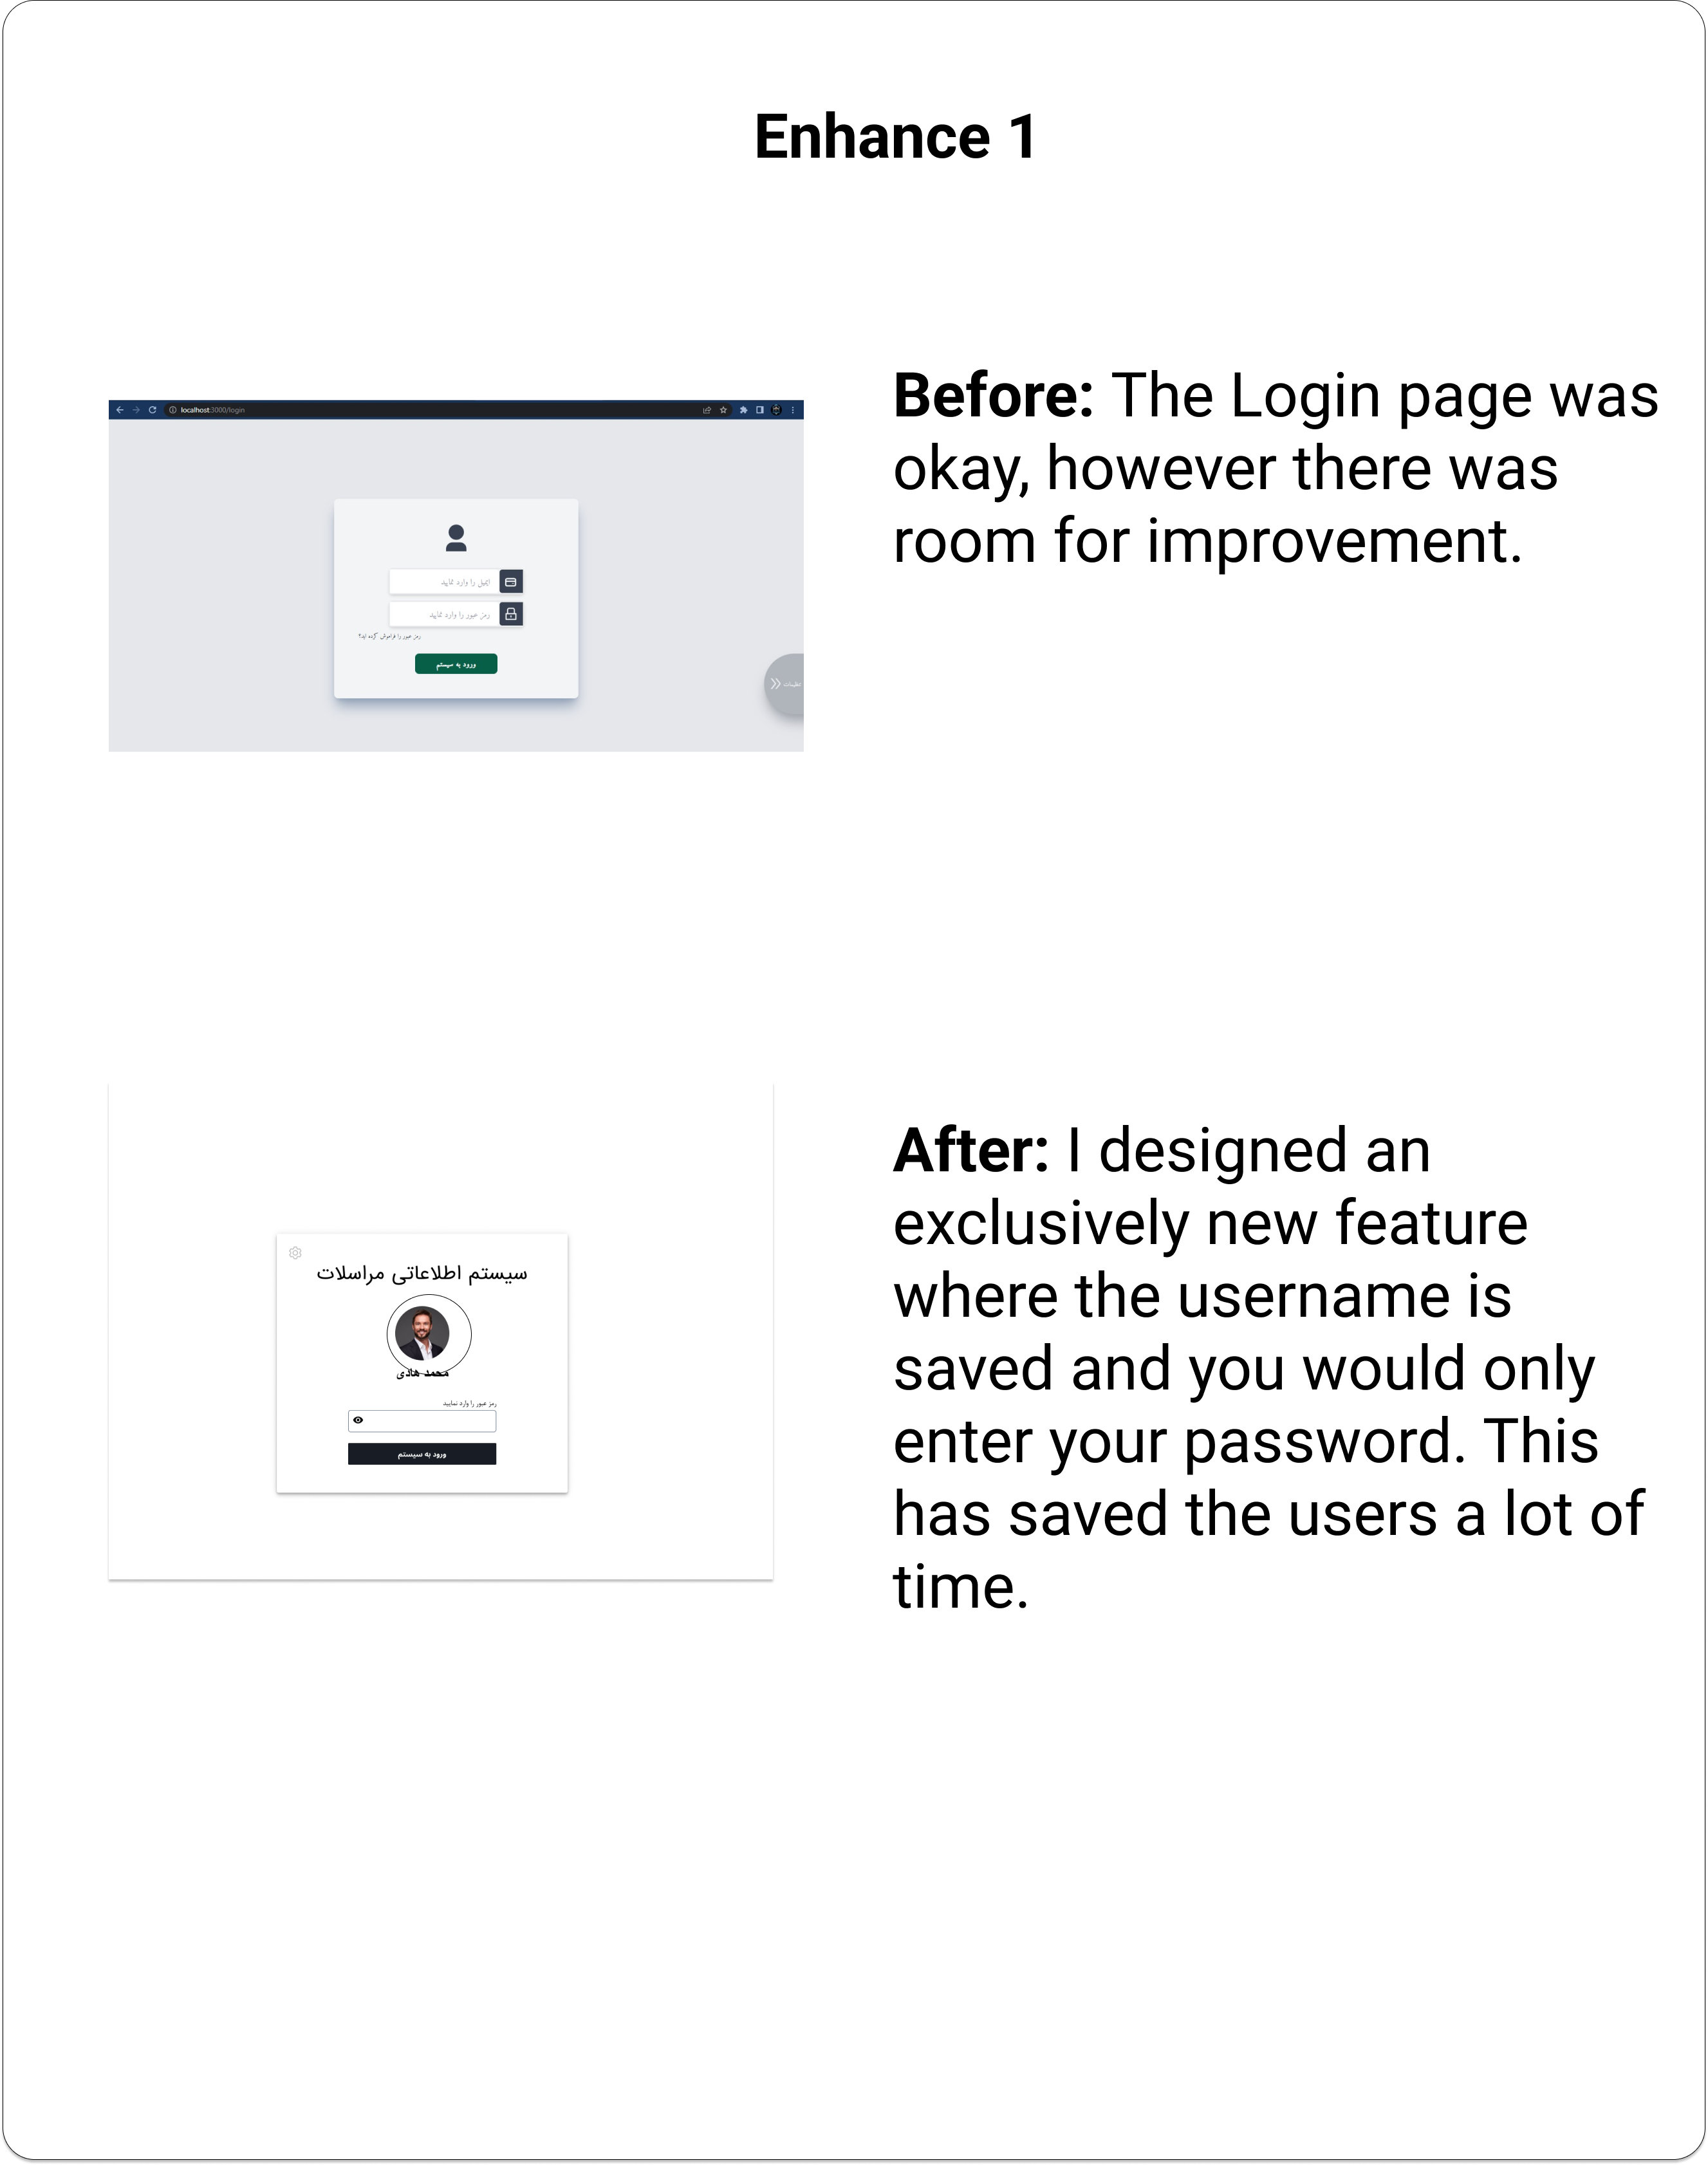 Enhance 1
localhost:3000/login
ایمیل را وارد نمایید
رمز عبور را وارد نمایید
رمز عبور را فراموش کرده اید؟
ورود به سیستم
تنظیمات
Before: The Login page was
okay, however there was
room for improvement.
سیستم اطلاعاتی مراسلات
محمد هادی
رمز عبور را وارد نمایید
ورود به سیستم
After: I designed an
exclusively new feature
where the username is
saved and you would only
enter your password. This
has saved the users a lot of
time.